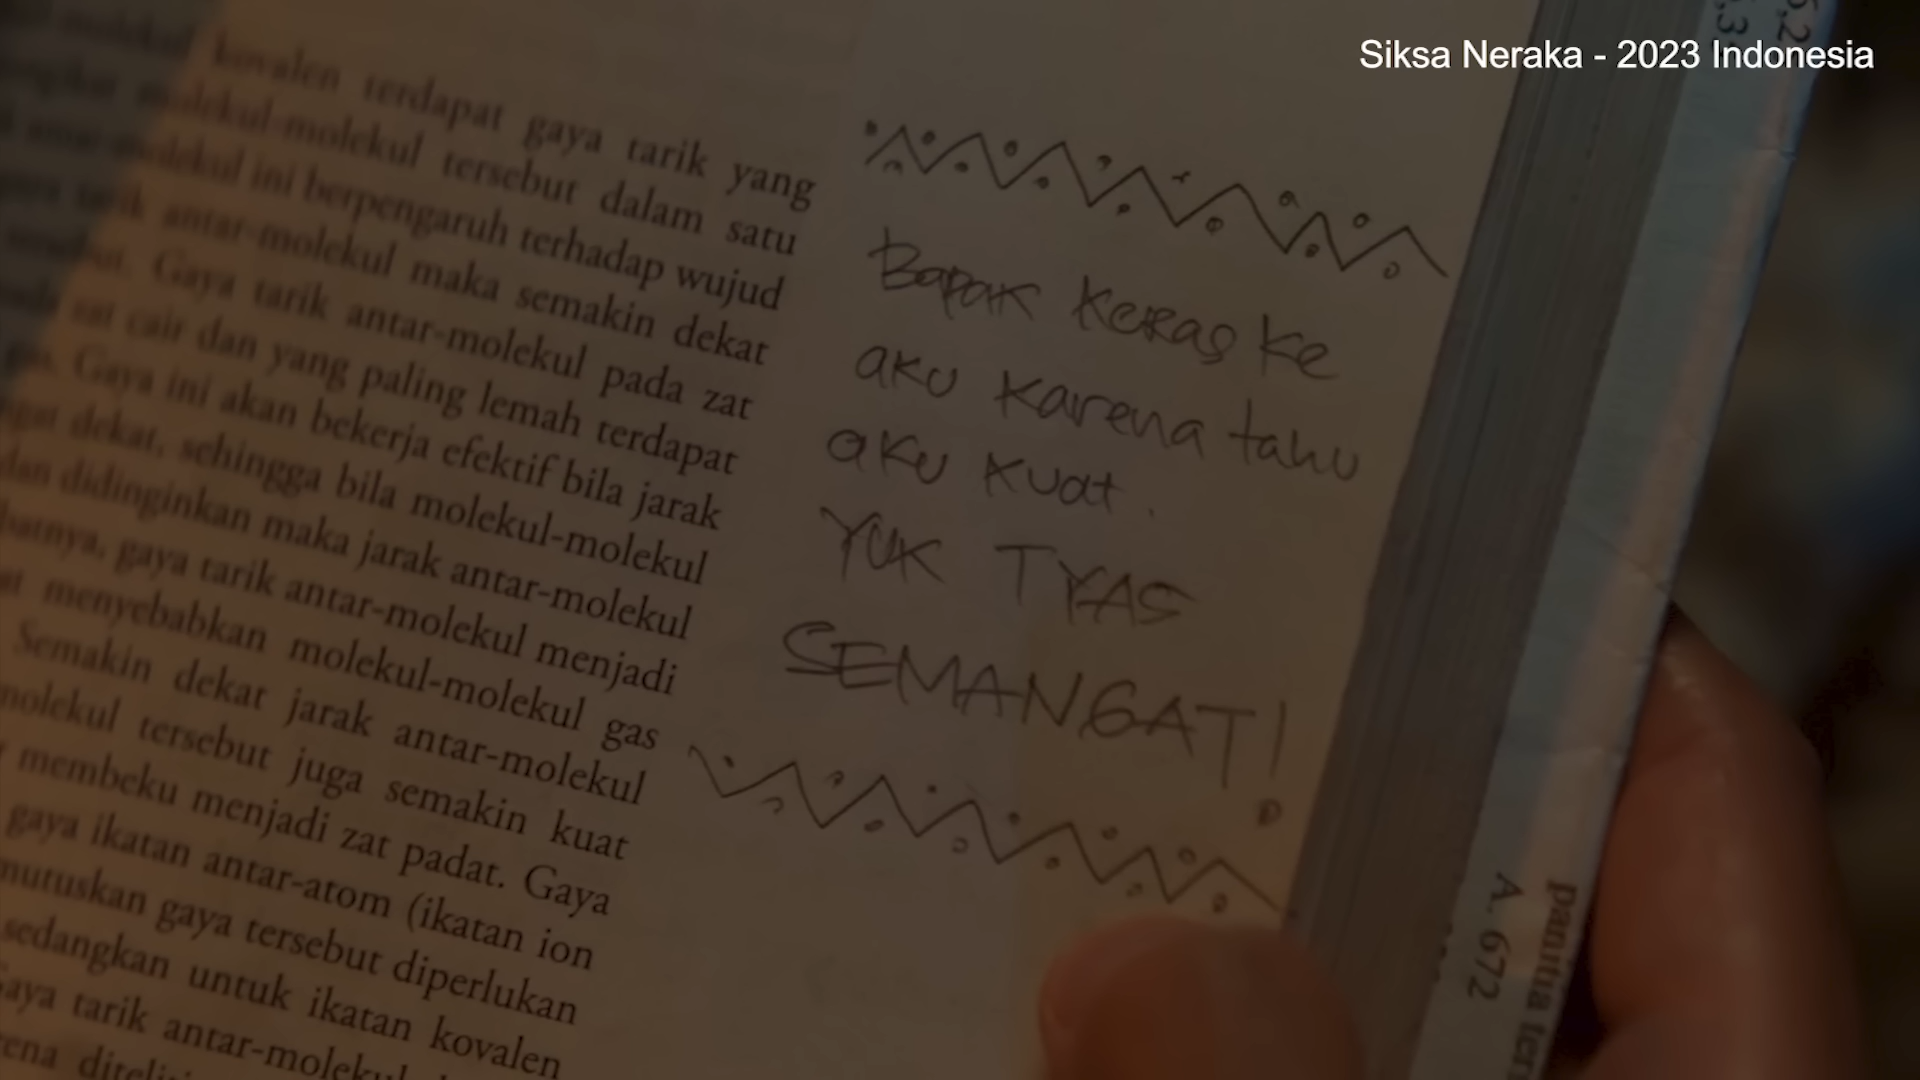 Siksa Neraka - 2023 Indonesia
kovalen terdapat gaya tarik yang
molekul-molekul tersebut dalam satu
antar-molekul ini berpengaruh terhadap wujud
tarik antar-molekul maka semakin dekat
Gaya tarik antar-molekul pada zat
zat cair dan yang paling lemah terdapat
gas. Gaya ini akan bekerja efektif bila jarak
dekat, sehingga bila molekul-molekul
dan didinginkan maka jarak antar-molekul
gaya tarik antar-molekul menjadi
menyebabkan molekul-molekul gas
Semakin dekat jarak antar-molekul
molekul tersebut juga semakin kuat
membeku menjadi zat padat. Gaya
gaya ikatan antar-atom (ikatan ion
gaya tersebut diperlukan
sedangkan untuk ikatan kovalen
tarik antar-molekul
Bapak keras ke
aku karena tahu
aku kuat.
YUK TYAS
SEMANGAT!
panitia
A. 672